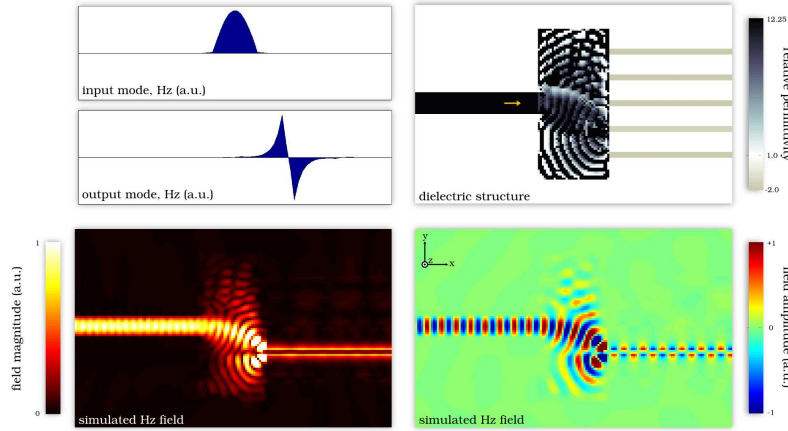 input mode, Hz (a.u.)
output mode, Hz (a.u.)
12.25
1.0
-2.0
relative permittivity
dielectric structure
1
0
field magnitude (a.u.)
simulated Hz field
y
z
x
+1
0
-1
field amplitude (a.u.)
simulated Hz field